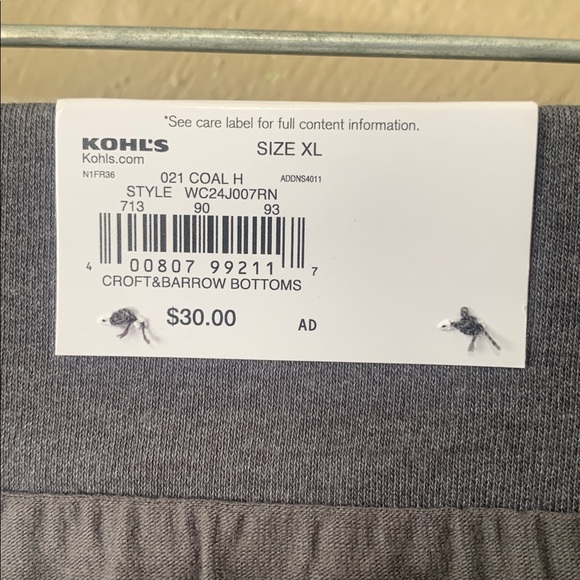 *See care label for full content information.
KOHL'S SIZE XL
Kohls.com
N1FR36 021 COAL H ADDNS4011
STYLE WC24J007RN
713 90 93
4 00807 99211 7
CROFT&BARROW BOTTOMS
$30.00 AD